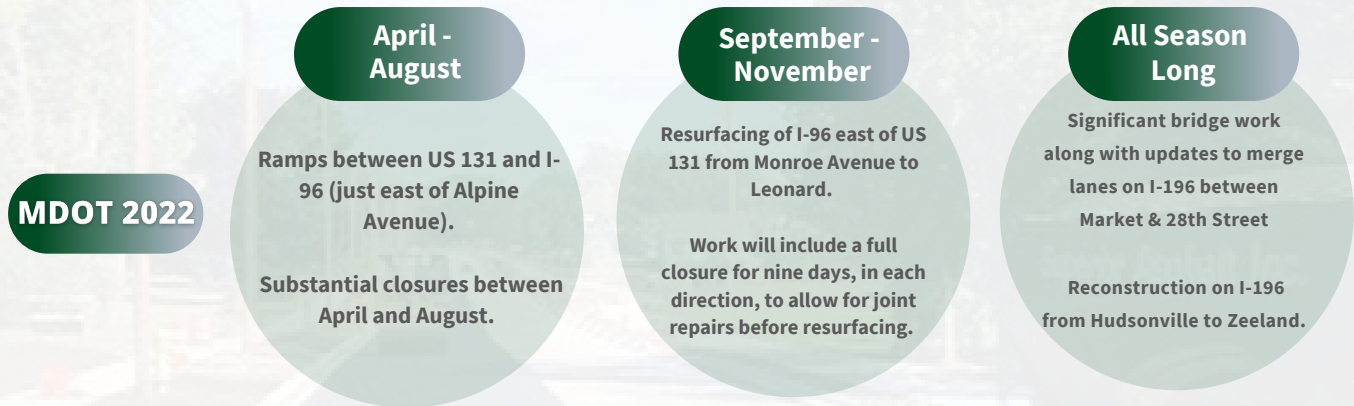 MDOT 2022
April -
August
Ramps between US 131 and I-
96 (just east of Alpine
Avenue).
Substantial closures between
April and August.
September -
November
Resurfacing of I-96 east of US
131 from Monroe Avenue to
Leonard.
Work will include a full
closure for nine days, in each
direction, to allow for joint
repairs before resurfacing.
All Season
Long
Significant bridge work
along with updates to merge
lanes on I-196 between
Market & 28th Street
Reconstruction on I-196
from Hudsonville to Zeeland.